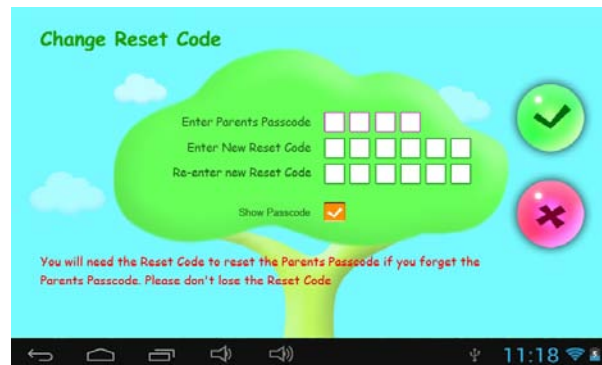 Change Reset Code
Enter Parents Passcode
Enter New Reset Code
Re-enter new Reset Code
Show Passcode
You will need the Reset Code to reset the Parents Passcode if you forget the
Parents Passcode. Please don't lose the Reset Code
11:18